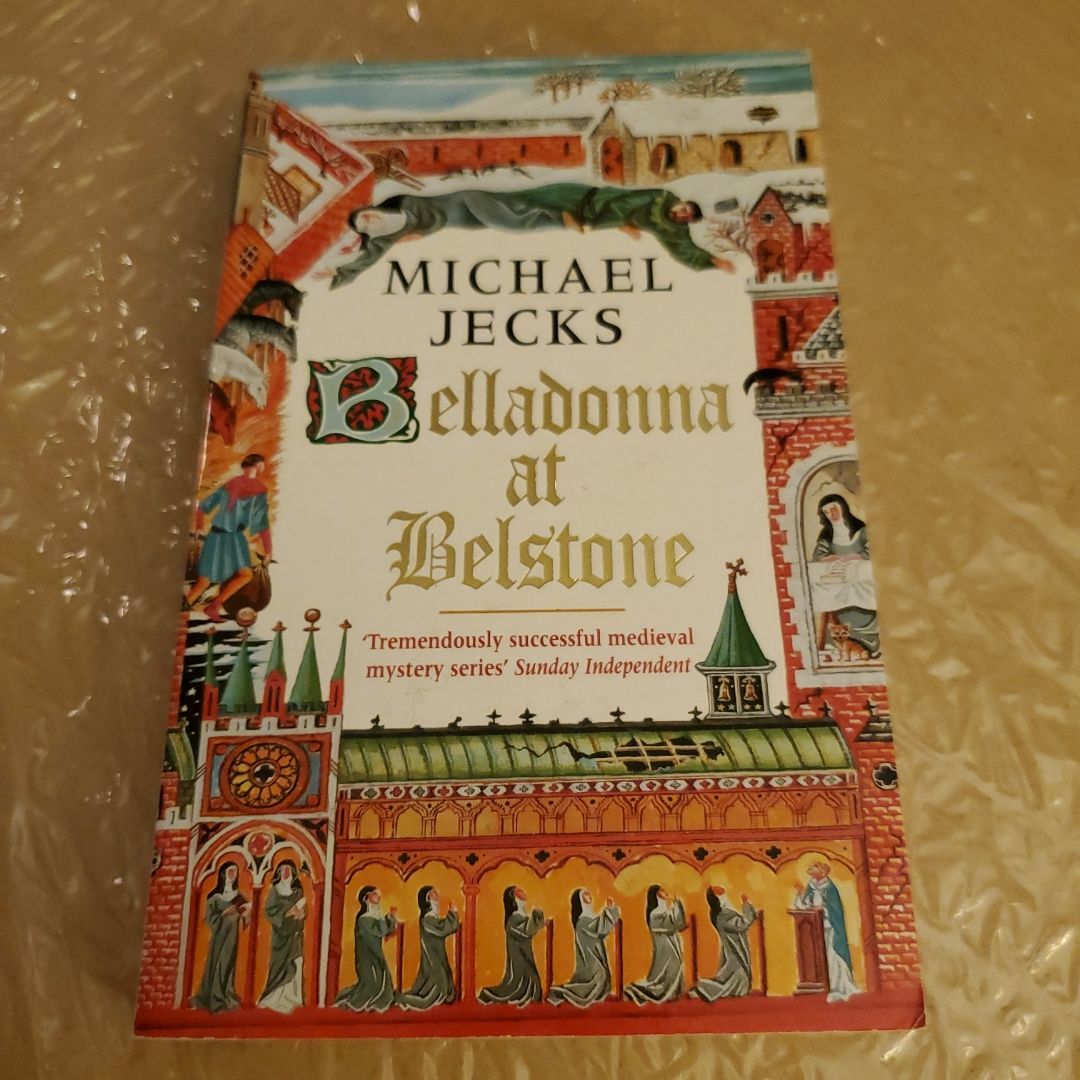 MICHAEL
JECKS
Belladonna
at
Belstone
‘Tremendously successful medieval
mystery series’ Sunday Independent